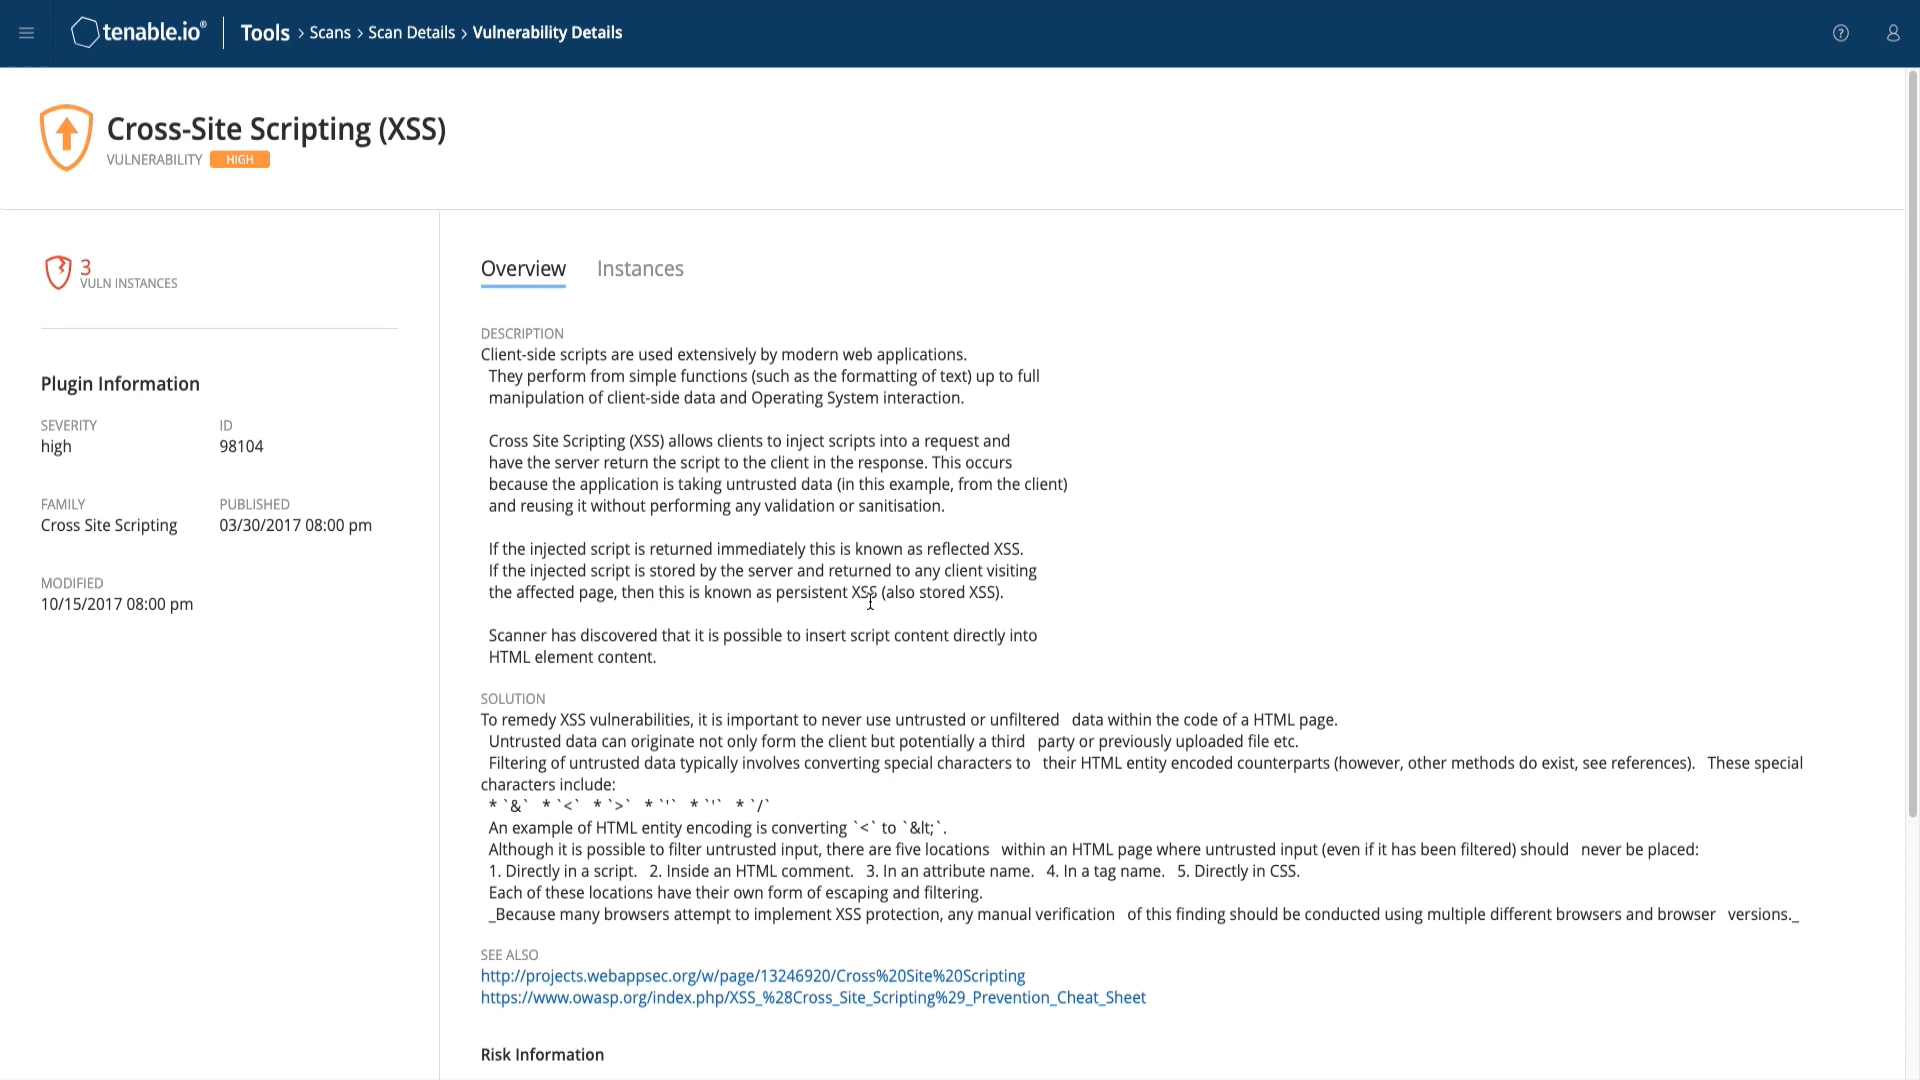 tenable.io® Tools › Scans › Scan Details › Vulnerability Details
Cross-Site Scripting (XSS)
VULNERABILITY HIGH
3
VULN INSTANCES
Plugin Information
SEVERITY ID
high 98104
FAMILY PUBLISHED
Cross Site Scripting 03/30/2017 08:00 pm
MODIFIED
10/15/2017 08:00 pm
Overview Instances
DESCRIPTION
Client-side scripts are used extensively by modern web applications.
They perform from simple functions (such as the formatting of text) up to full
manipulation of client-side data and Operating System interaction.
Cross Site Scripting (XSS) allows clients to inject scripts into a request and
have the server return the script to the client in the response. This occurs
because the application is taking untrusted data (in this example, from the client)
and reusing it without performing any validation or sanitisation.
If the injected script is returned immediately this is known as reflected XSS.
If the injected script is stored by the server and returned to any client visiting
the affected page, then this is known as persistent XSS (also stored XSS).
Scanner has discovered that it is possible to insert script content directly into
HTML element content.
SOLUTION
To remedy XSS vulnerabilities, it is important to never use untrusted or unfiltered data within the code of a HTML page.
Untrusted data can originate not only form the client but potentially a third party or previously uploaded file etc.
Filtering of untrusted data typically involves converting special characters to their HTML entity encoded counterparts (however, other methods do exist, see references). These special
characters include:
* `&` * `<` * `>` * `'` * `'` * `/`
An example of HTML entity encoding is converting `<` to `&lt;`.
Although it is possible to filter untrusted input, there are five locations within an HTML page where untrusted input (even if it has been filtered) should never be placed:
1. Directly in a script. 2. Inside an HTML comment. 3. In an attribute name. 4. In a tag name. 5. Directly in CSS.
Each of these locations have their own form of escaping and filtering.
_Because many browsers attempt to implement XSS protection, any manual verification of this finding should be conducted using multiple different browsers and browser versions._
SEE ALSO
http://projects.webappsec.org/w/page/13246920/Cross%20Site%20Scripting
https://www.owasp.org/index.php/XSS_%28Cross_Site_Scripting%29_Prevention_Cheat_Sheet
Risk Information